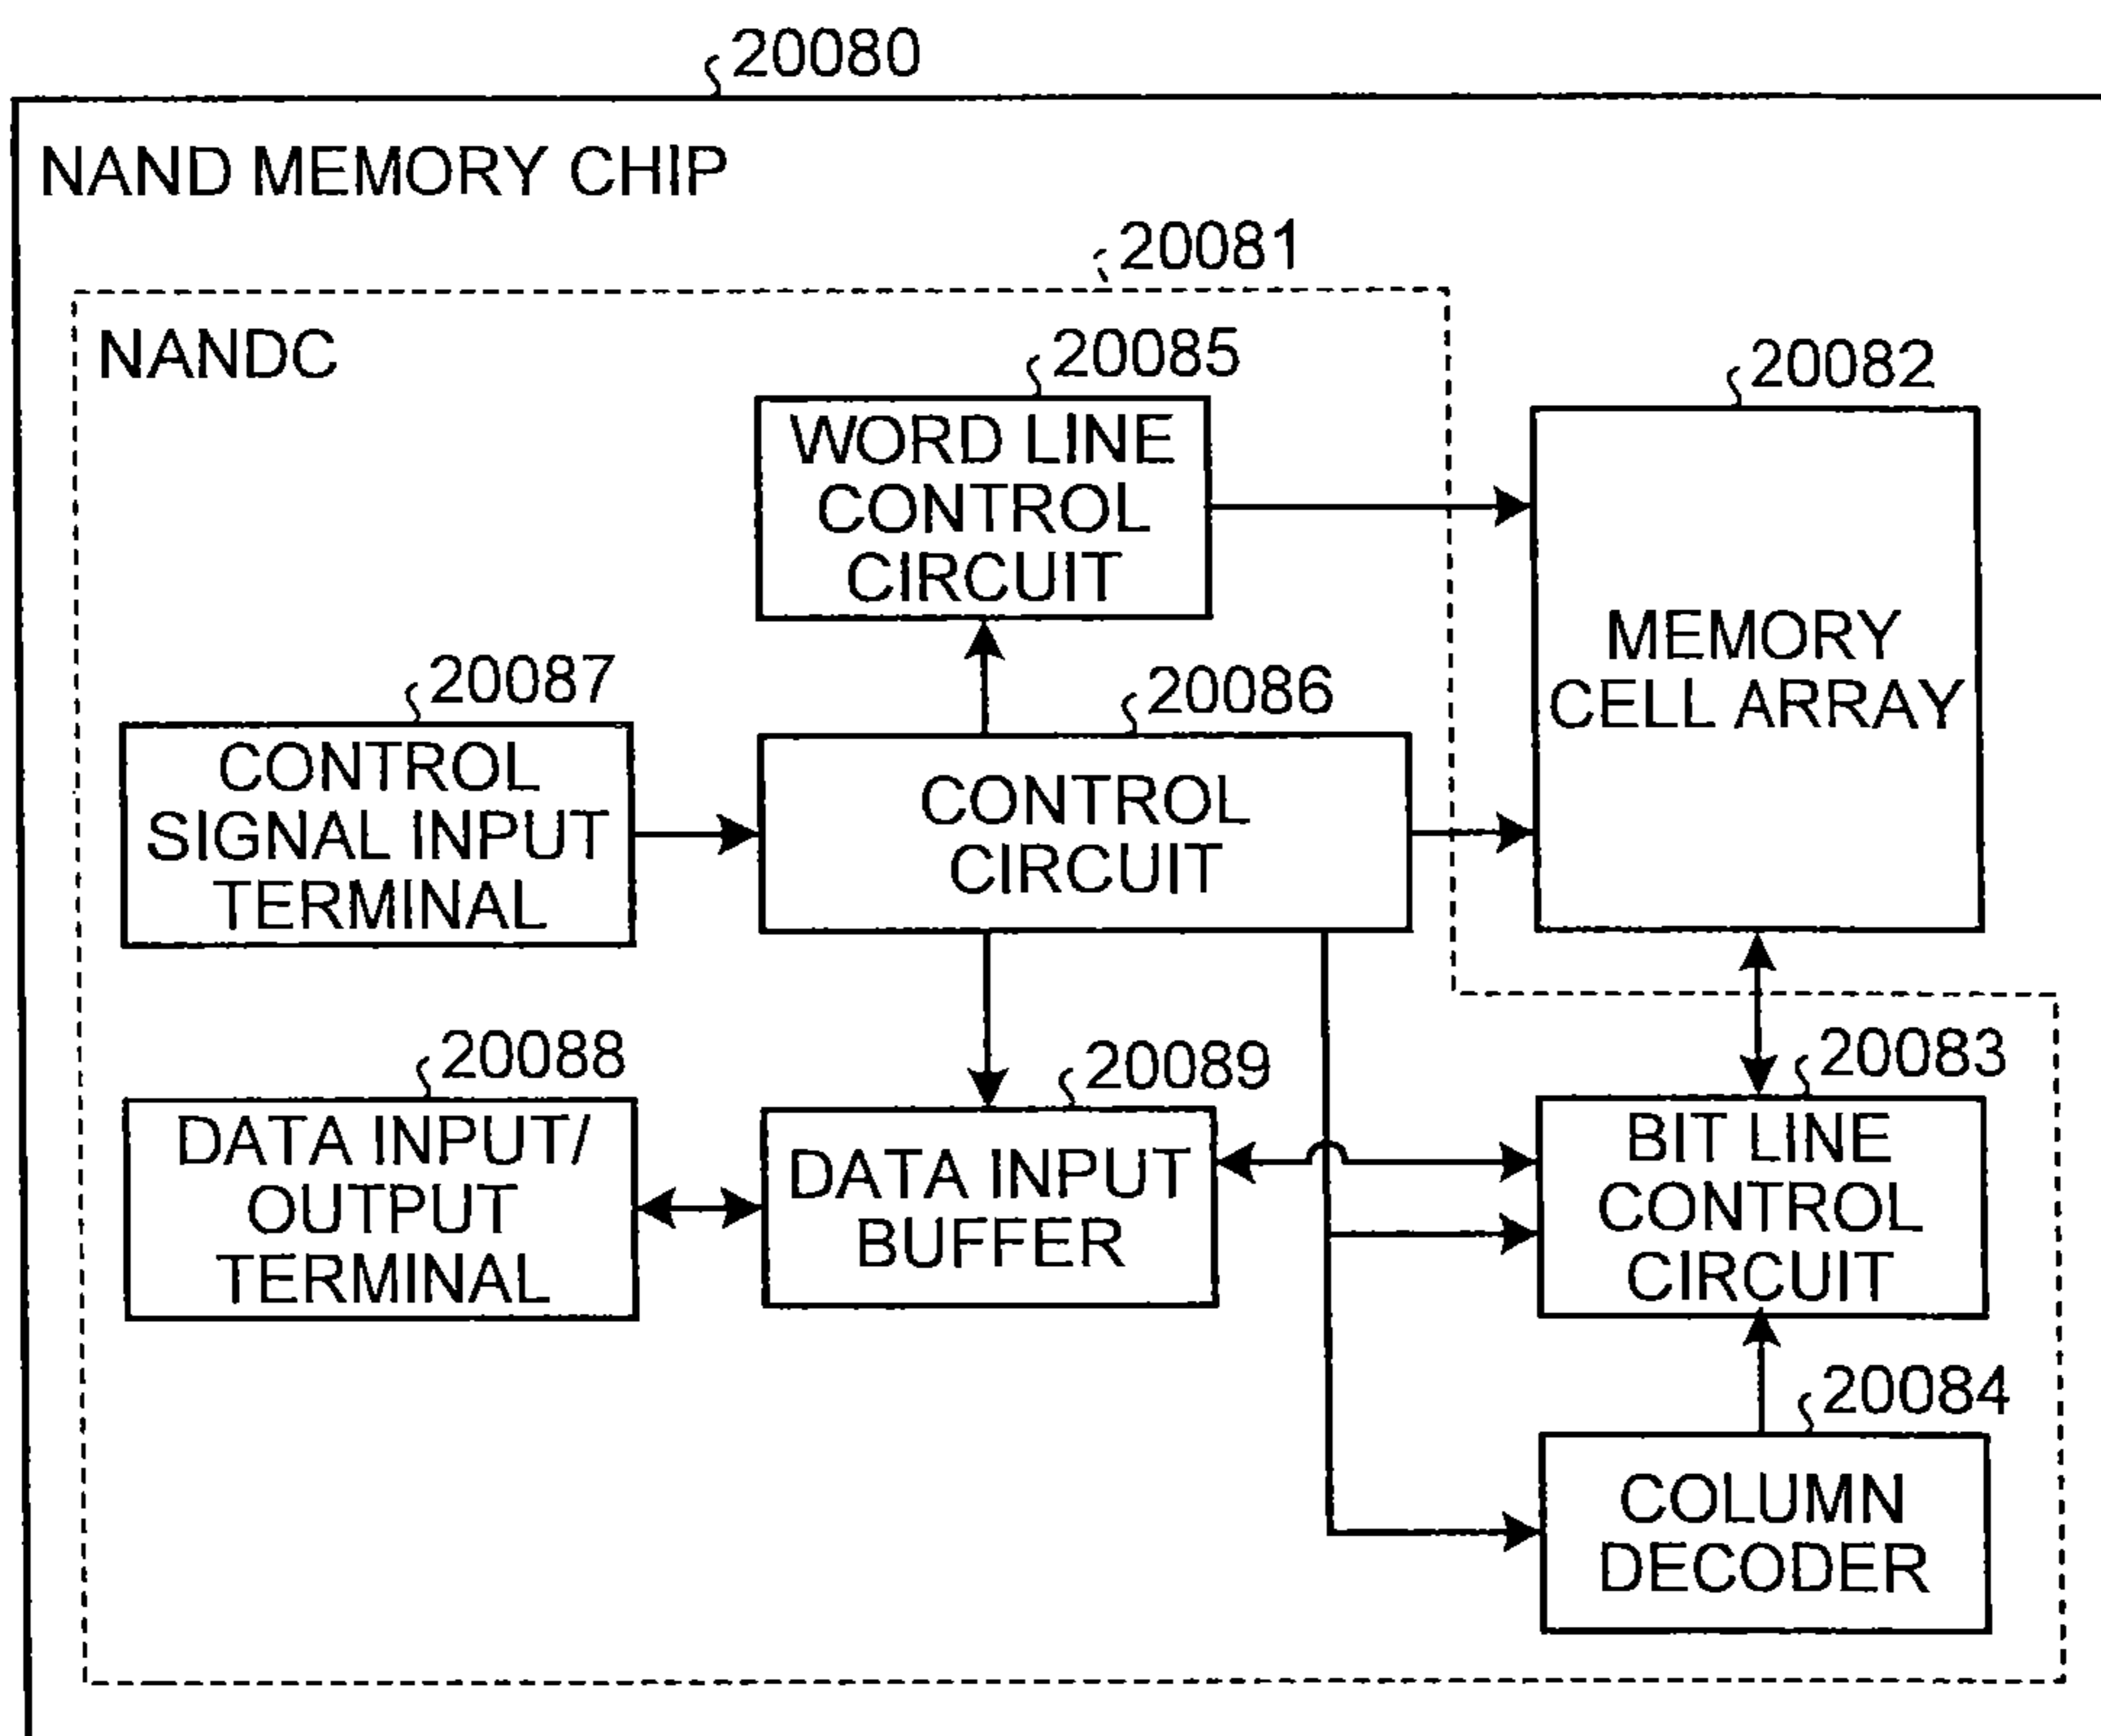 20080
NAND MEMORY CHIP
20081
NANDC
20085
WORD LINE
CONTROL
CIRCUIT
20082
MEMORY
CELL ARRAY
20087
CONTROL
SIGNAL INPUT
TERMINAL
20086
CONTROL
CIRCUIT
20088
DATA INPUT/
OUTPUT
TERMINAL
20089
DATA INPUT
BUFFER
20083
BIT LINE
CONTROL
CIRCUIT
20084
COLUMN
DECODER